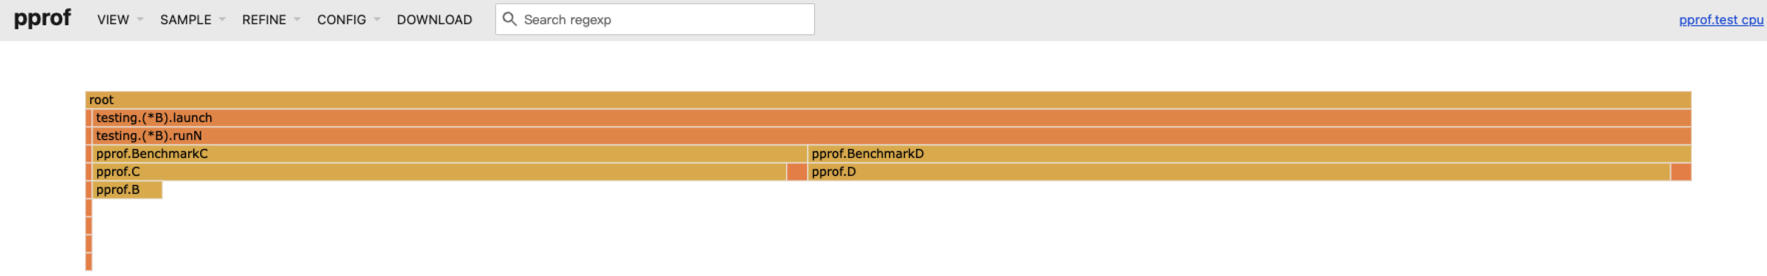 pprof VIEW SAMPLE REFINE CONFIG DOWNLOAD Search regexp pprof.test cpu
root
testing.(*B).launch
testing.(*B).runN
pprof.BenchmarkC pprof.BenchmarkD
pprof.C pprof.D
pprof.B